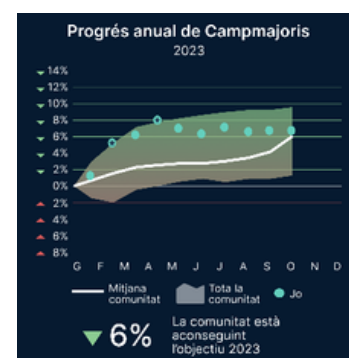 Progrés anual de Campmajoris
2023
14%
12%
10%
8%
6%
4%
2%
0%
2%
4%
6%
8%
G F M A M J J A S O N D
Mitjana comunitat
Tota la comunitat
Jo
6%
La comunitat està
aconseguint
l'objectiu 2023